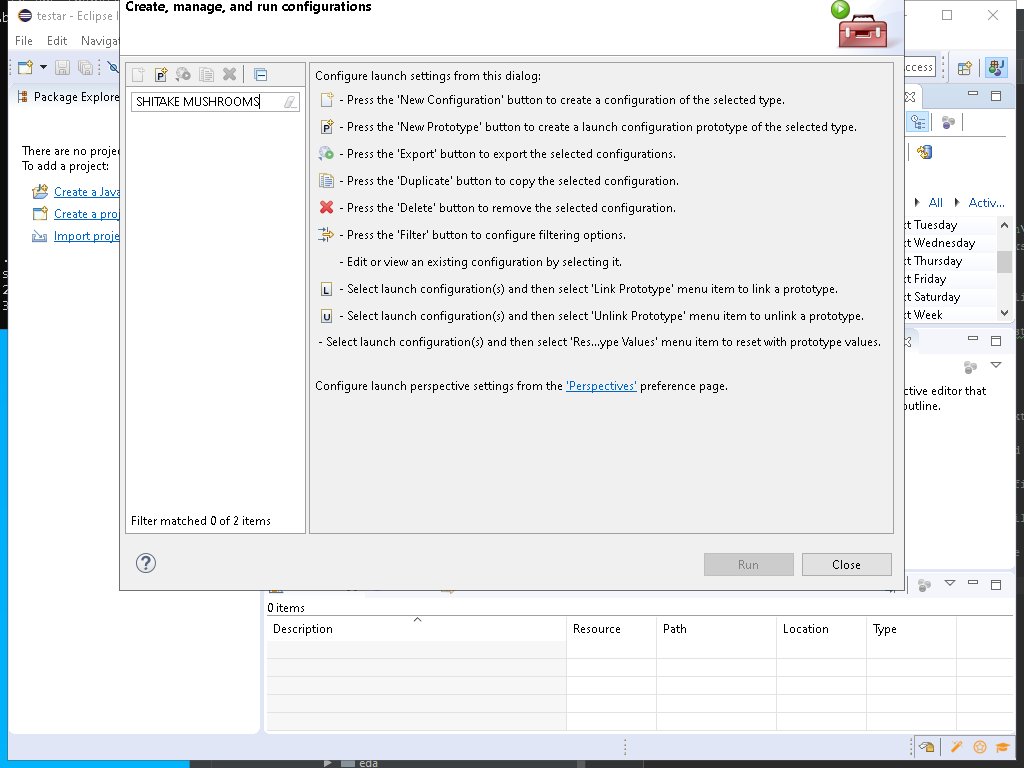 Create, manage, and run configurations
testar - Eclipse I
File Edit Naviga
SHITAKE MUSHROOMS
Filter matched 0 of 2 items
Configure launch settings from this dialog:
- Press the 'New Configuration' button to create a configuration of the selected type.
- Press the 'New Prototype' button to create a launch configuration prototype of the selected type.
- Press the 'Export' button to export the selected configurations.
- Press the 'Duplicate' button to copy the selected configuration.
- Press the 'Delete' button to remove the selected configuration.
- Press the 'Filter' button to configure filtering options.
- Edit or view an existing configuration by selecting it.
L - Select launch configuration(s) and then select 'Link Prototype' menu item to link a prototype.
U - Select launch configuration(s) and then select 'Unlink Prototype' menu item to unlink a prototype.
- Select launch configuration(s) and then select 'Res...ype Values' menu item to reset with prototype values.
Configure launch perspective settings from the 'Perspectives' preference page.
Run
Close
Package Explore
There are no projec
To add a project:
Create a Java
Create a proj
Import proje
ccess
All Activ...
xt Tuesday
xt Wednesday
xt Thursday
xt Friday
xt Saturday
xt Week
ctive editor that
outline.
0 items
Description Resource Path Location Type
eda